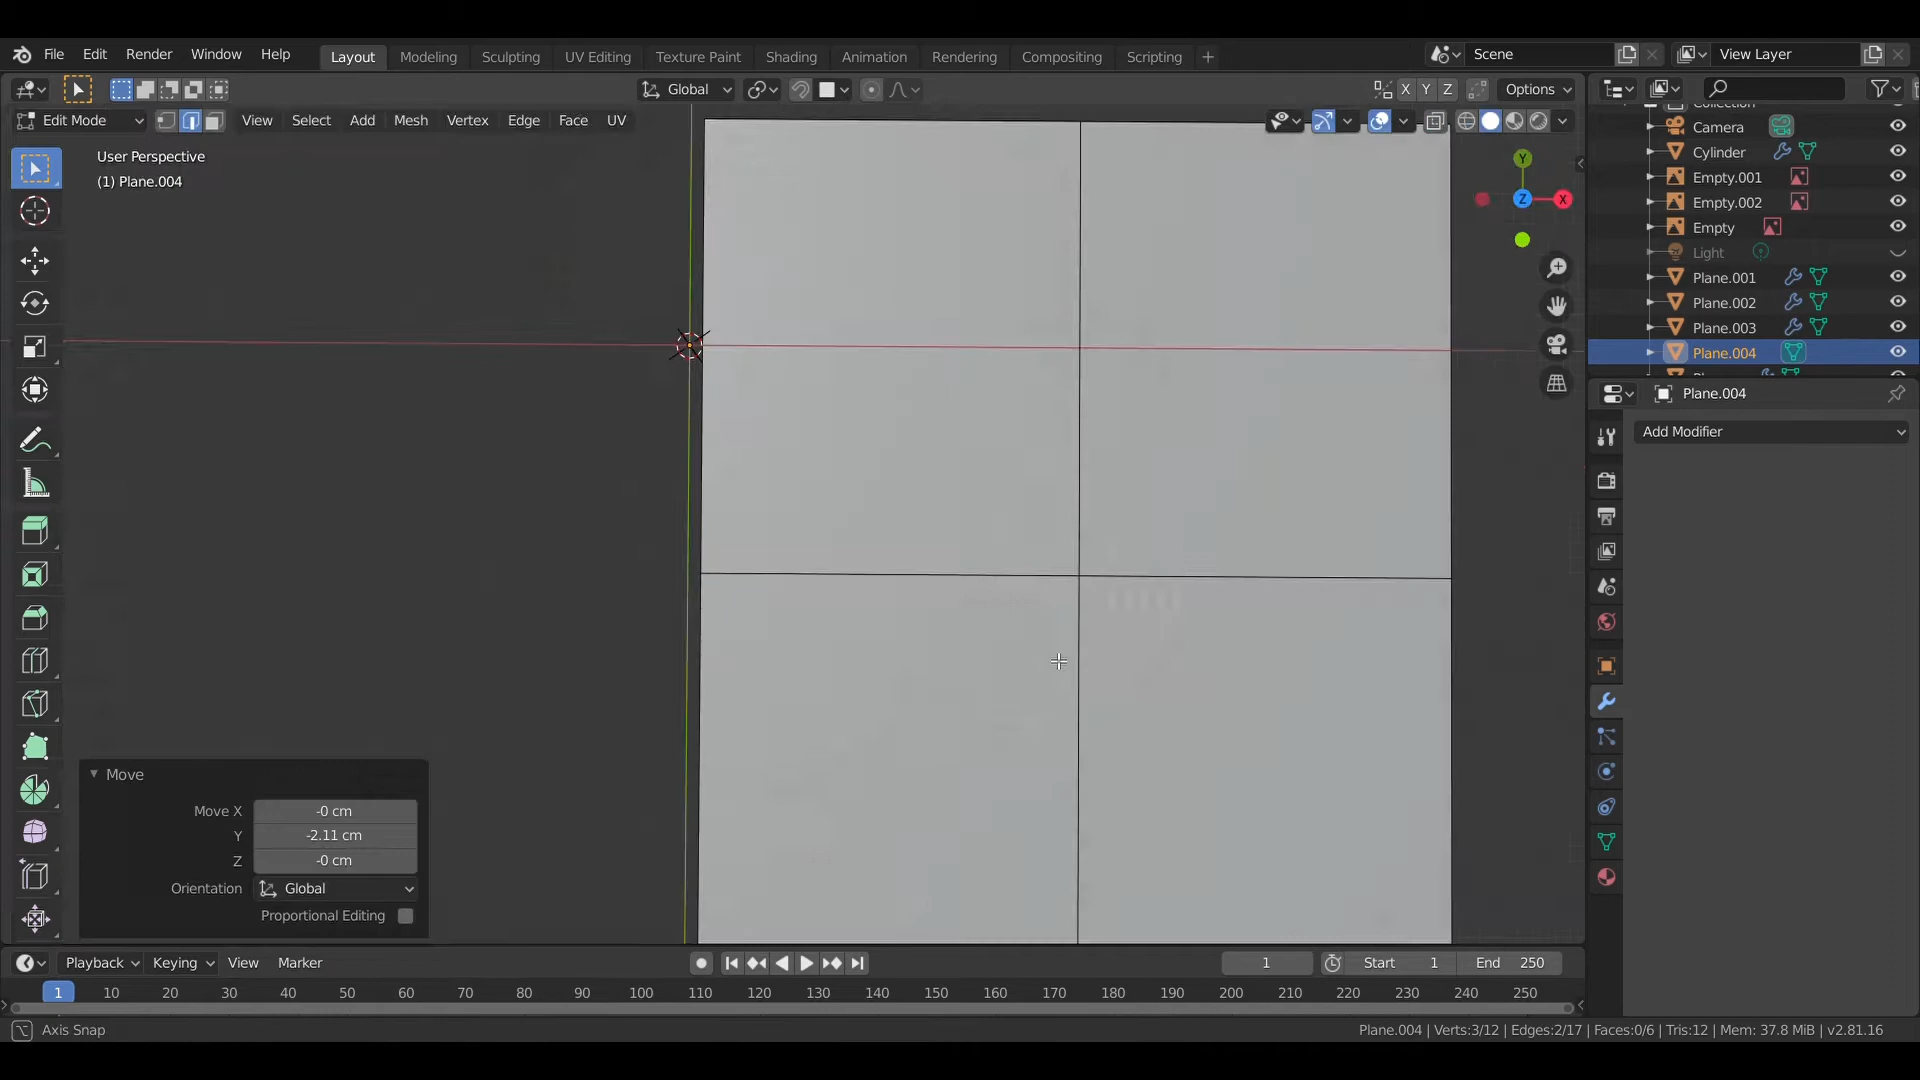 File Edit Render Window Help Layout Modeling Sculpting UV Editing Texture Paint Shading Animation Rendering Compositing Scripting + Scene View Layer
Global X Y Z Options
Edit Mode View Select Add Mesh Vertex Edge Face UV
User Perspective
(1) Plane.004
Y
Z X
Collection
Camera
Cylinder
Empty.001
Empty.002
Empty
Light
Plane.001
Plane.002
Plane.003
Plane.004
Plane.004
Add Modifier
Move
Move X -0 cm
Y -2.11 cm
Z -0 cm
Orientation Global
Proportional Editing
Playback Keying View Marker 1 Start 1 End 250
1 10 20 30 40 50 60 70 80 90 100 110 120 130 140 150 160 170 180 190 200 210 220 230 240 250
Axis Snap Plane.004 | Verts:3/12 | Edges:2/17 | Faces:0/6 | Tris:12 | Mem: 37.8 MiB | v2.81.16